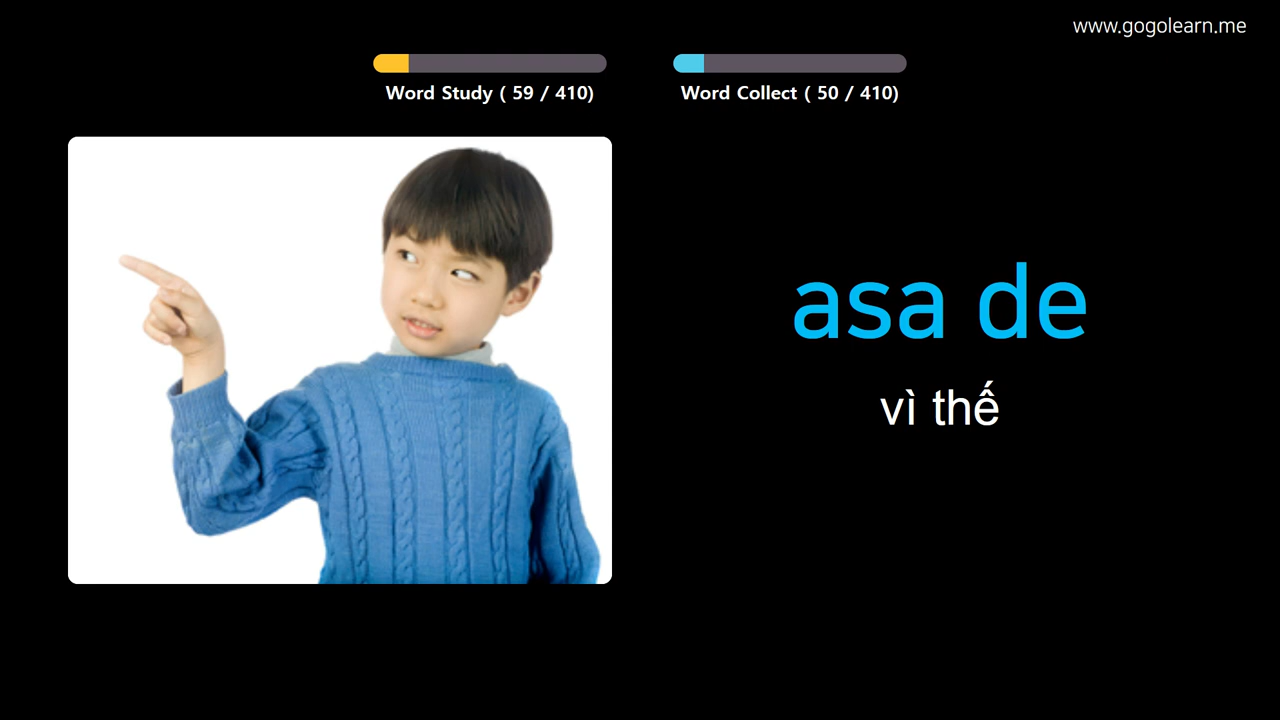 www.gogolearn.me
Word Study ( 59 / 410)
Word Collect ( 50 / 410)
asa de
vì thế